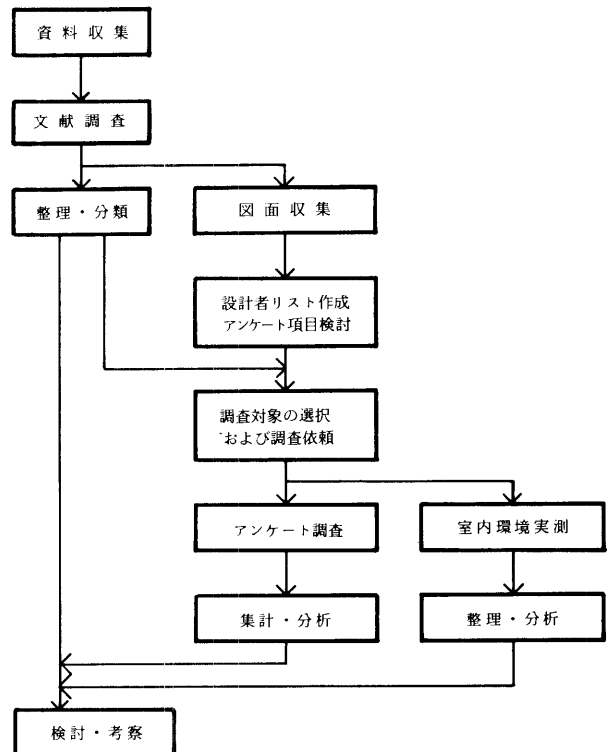 資料収集
文献調査
整理・分類
図面収集
設計者リスト作成
アンケート項目検討
調査対象の選択
および調査依頼
アンケート調査
室内環境実測
集計・分析
整理・分析
検討・考察